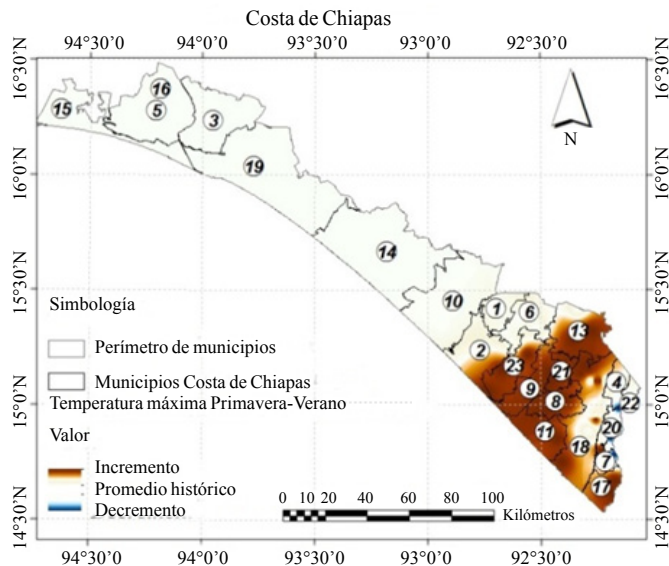 Costa de Chiapas
94°30'0"
94°0'0"
93°30'0"
93°0'0"
92°30'0"
16°30'N
16°30'N
16
15
5
3
N
19
16°0'N
16°0'N
14
15°30'N
15°30'N
10
1
6
Simbología
13
Perímetro de municipios
2
23
21
4
Municipios Costa de Chiapas
9
8
22
15°0'N
15°0'N
Temperatura máxima Primavera-Verano
11
20
Valor
18
7
Incremento
17
Promedio histórico
0 10 20 40 60 80 100
Kilómetros
Decremento
14°30'N
14°30'N
94°30'0"
94°0'0"
93°30'0"
93°0'0"
92°30'0"